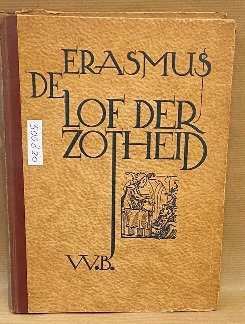 ERASMUS
DE
LOF DER
ZOTHEID
W.B.